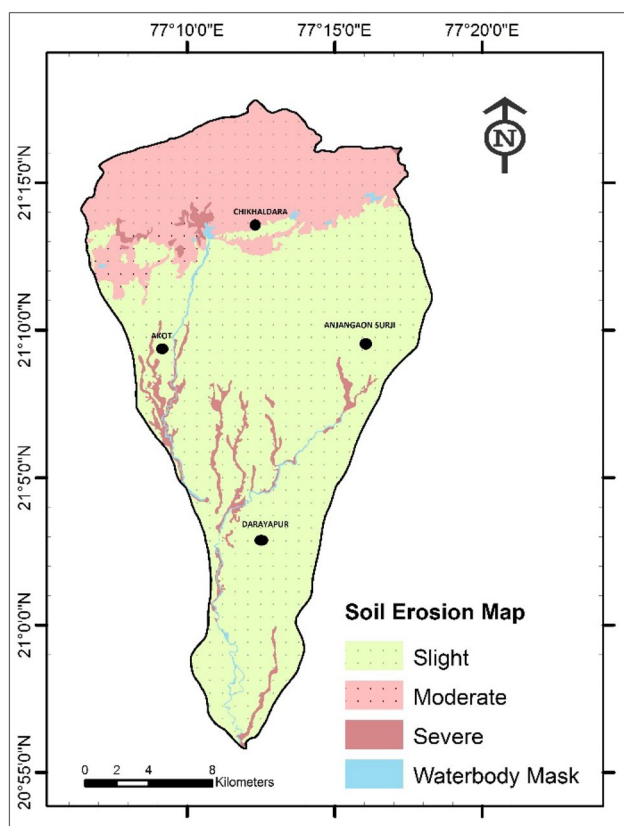 77°10'0"E 77°15'0"E 77°20'0"E
N
21°15'0"N
CHIKHALDARA
21°10'0"N
ANJANGAON SURJI
AKOT
21°5'0"N
DARAYAPUR
21°0'0"N
Soil Erosion Map
Slight
Moderate
Severe
Waterbody Mask
20°55'0"N
0 2 4 8
Kilometers